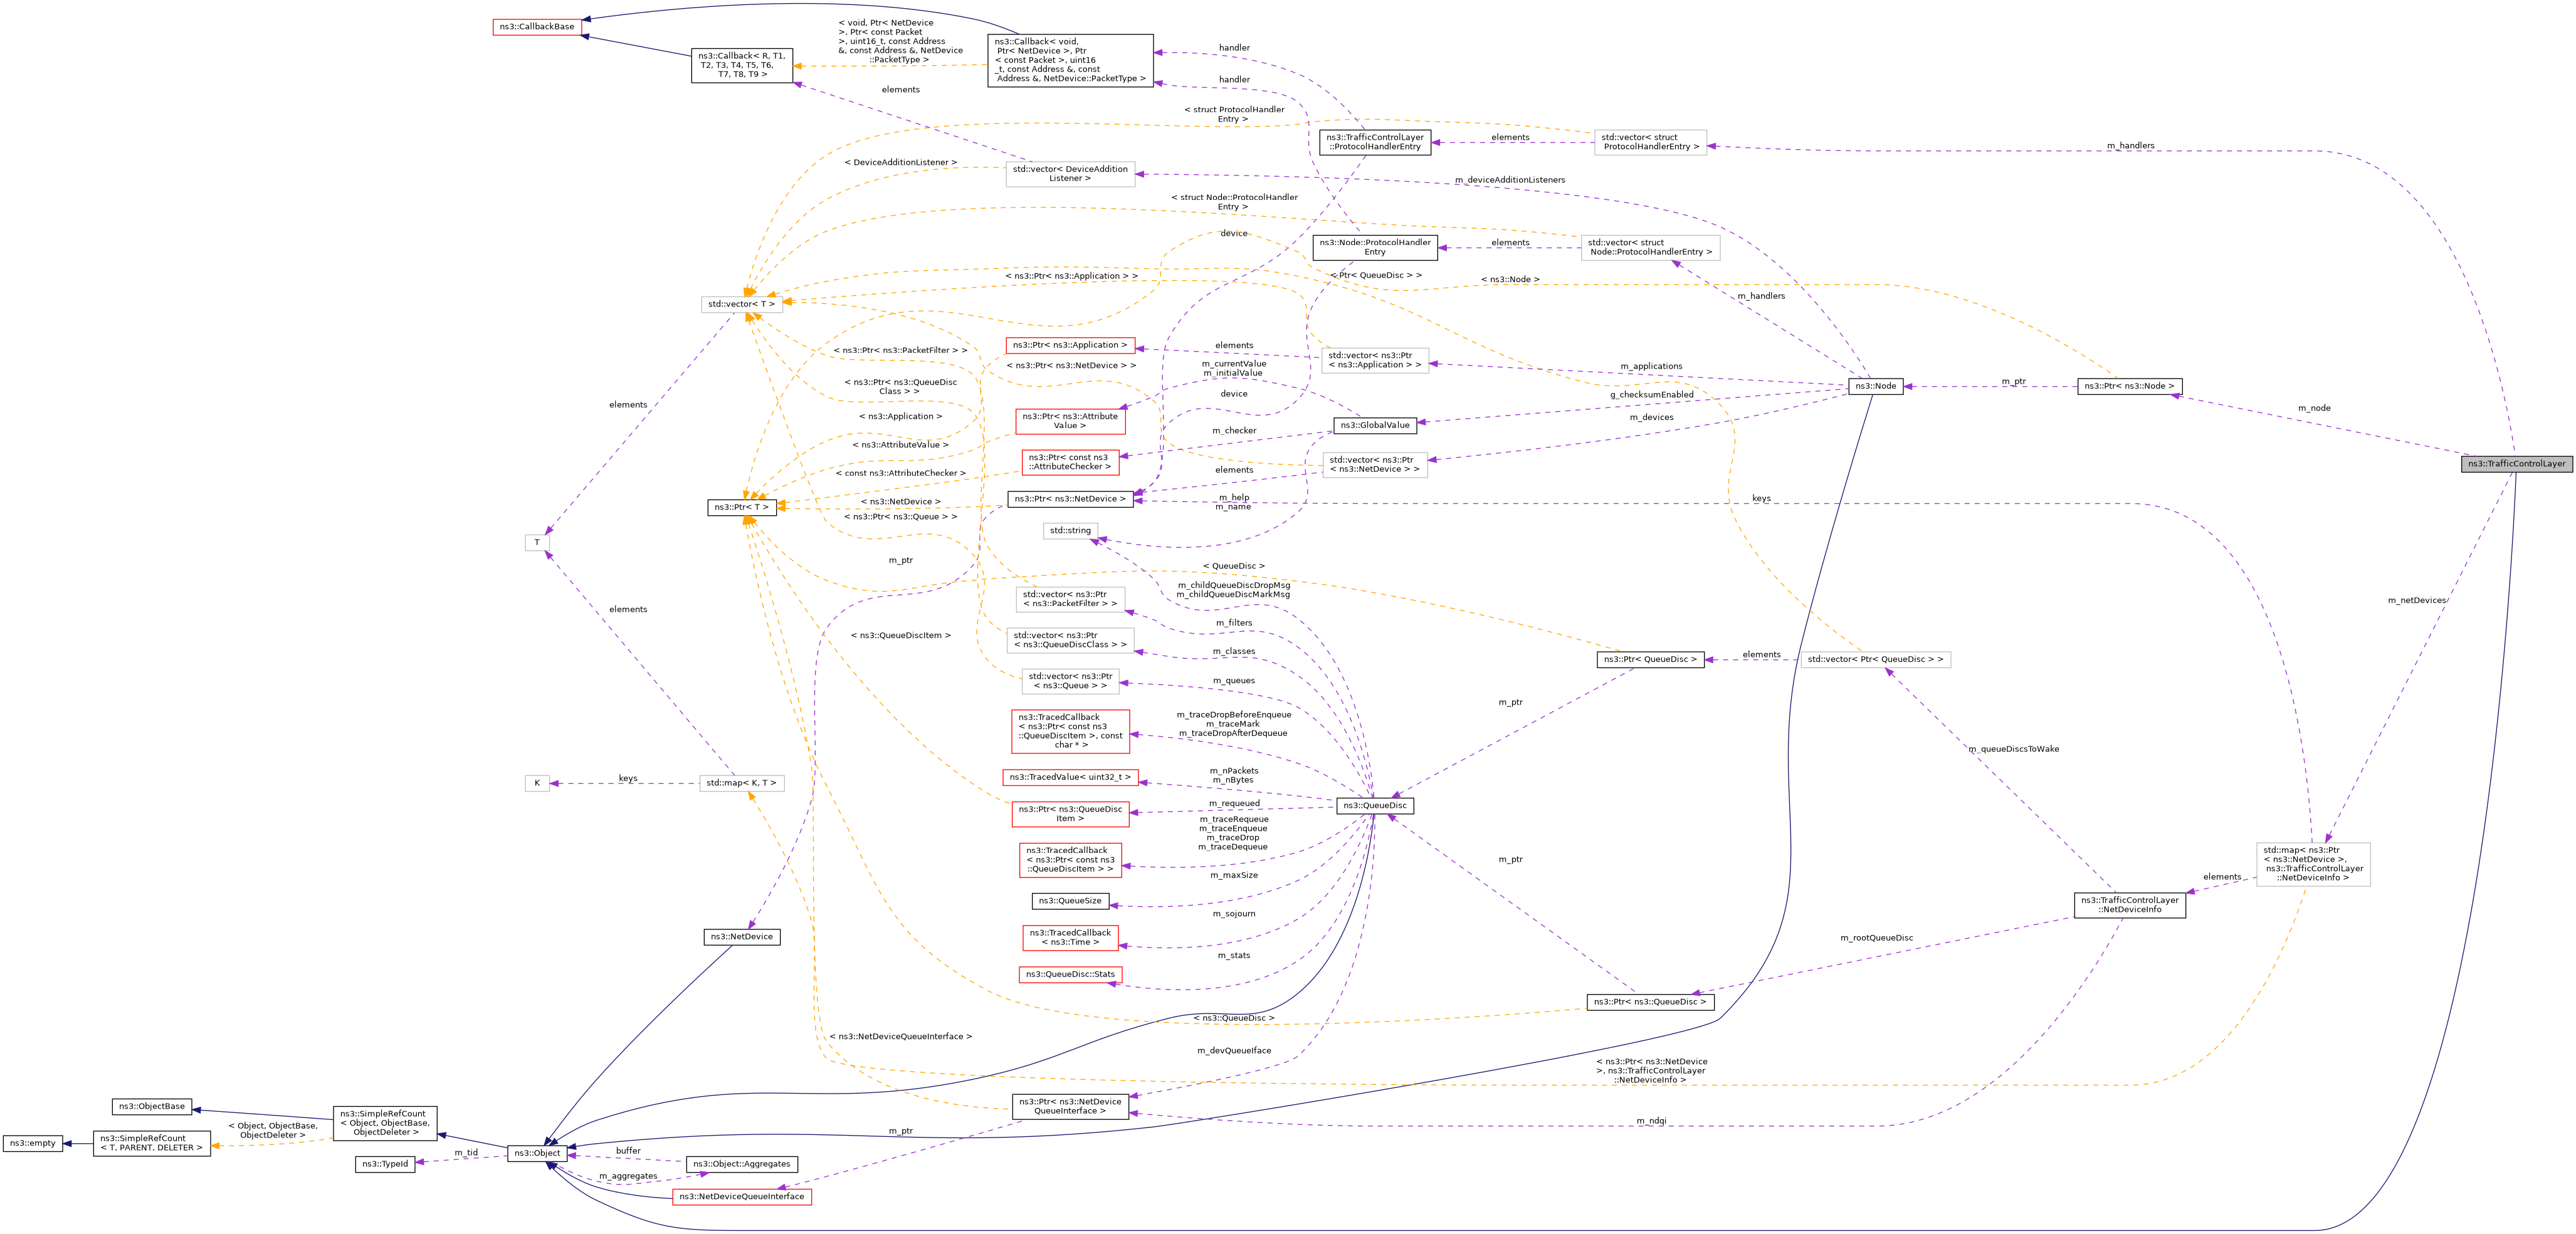 ns3::CallbackBase
ns3::Callback< R, T1,
T2, T3, T4, T5, T6,
T7, T8, T9 >
< void, Ptr< NetDevice
>, Ptr< const Packet
>, uint16_t, const Address
&, const Address &, NetDevice
::PacketType >
ns3::Callback< void,
Ptr< NetDevice >, Ptr
< const Packet >, uint16
_t, const Address &, const
Address &, NetDevice::PacketType >
handler
handler
elements
< struct ProtocolHandler
Entry >
ns3::TrafficControlLayer
::ProtocolHandlerEntry
elements
std::vector< struct
ProtocolHandlerEntry >
m_handlers
< DeviceAdditionListener >
std::vector< DeviceAddition
Listener >
m_deviceAdditionListeners
< struct Node::ProtocolHandler
Entry >
device
ns3::Node::ProtocolHandler
Entry
elements
std::vector< struct
Node::ProtocolHandlerEntry >
< ns3::Ptr< ns3::Application > >
< Ptr< QueueDisc > >
< ns3::Node >
std::vector< T >
m_handlers
< ns3::Ptr< ns3::PacketFilter > >
ns3::Ptr< ns3::Application >
elements
std::vector< ns3::Ptr
< ns3::Application > >
< ns3::Ptr< ns3::NetDevice > >
m_currentValue
m_initialValue
m_applications
ns3::Node
m_ptr
ns3::Ptr< ns3::Node >
< ns3::Ptr< ns3::QueueDisc
Class > >
device
g_checksumEnabled
elements
m_node
< ns3::Application >
ns3::Ptr< ns3::Attribute
Value >
m_checker
ns3::GlobalValue
m_devices
< ns3::AttributeValue >
ns3::Ptr< const ns3
::AttributeChecker >
elements
std::vector< ns3::Ptr
< ns3::NetDevice > >
ns3::TrafficControlLayer
< const ns3::AttributeChecker >
ns3::Ptr< T >
< ns3::NetDevice >
ns3::Ptr< ns3::NetDevice >
m_help
m_name
keys
< ns3::Ptr< ns3::Queue > >
std::string
T
m_ptr
< QueueDisc >
elements
std::vector< ns3::Ptr
< ns3::PacketFilter > >
m_childQueueDiscDropMsg
m_childQueueDiscMarkMsg
m_netDevices
< ns3::QueueDiscItem >
std::vector< ns3::Ptr
< ns3::QueueDiscClass > >
m_filters
m_classes
ns3::Ptr< QueueDisc >
elements
std::vector< Ptr< QueueDisc > >
std::vector< ns3::Ptr
< ns3::Queue > >
m_queues
m_ptr
ns3::TracedCallback
< ns3::Ptr< const ns3
::QueueDiscItem >, const
char * >
m_traceDropBeforeEnqueue
m_traceMark
m_traceDropAfterDequeue
m_queueDiscsToWake
K
keys
std::map< K, T >
ns3::TracedValue< uint32_t >
m_nPackets
m_nBytes
ns3::Ptr< ns3::QueueDisc
Item >
m_requeued
ns3::QueueDisc
ns3::TracedCallback
< ns3::Ptr< const ns3
::QueueDiscItem > >
m_traceRequeue
m_traceEnqueue
m_traceDrop
m_traceDequeue
m_ptr
std::map< ns3::Ptr
< ns3::NetDevice >,
ns3::TrafficControlLayer
::NetDeviceInfo >
m_maxSize
elements
ns3::QueueSize
ns3::TrafficControlLayer
::NetDeviceInfo
m_sojourn
ns3::TracedCallback
< ns3::Time >
ns3::NetDevice
m_rootQueueDisc
m_stats
ns3::QueueDisc::Stats
ns3::Ptr< ns3::QueueDisc >
< ns3::QueueDisc >
< ns3::NetDeviceQueueInterface >
m_devQueueIface
< ns3::Ptr< ns3::NetDevice
>, ns3::TrafficControlLayer
::NetDeviceInfo >
ns3::ObjectBase
ns3::SimpleRefCount
< Object, ObjectBase,
ObjectDeleter >
ns3::Ptr< ns3::NetDevice
QueueInterface >
m_ndqi
< Object, ObjectBase,
ObjectDeleter >
m_ptr
ns3::empty
ns3::SimpleRefCount
< T, PARENT, DELETER >
m_tid
ns3::Object
buffer
ns3::TypeId
ns3::Object::Aggregates
m_aggregates
ns3::NetDeviceQueueInterface